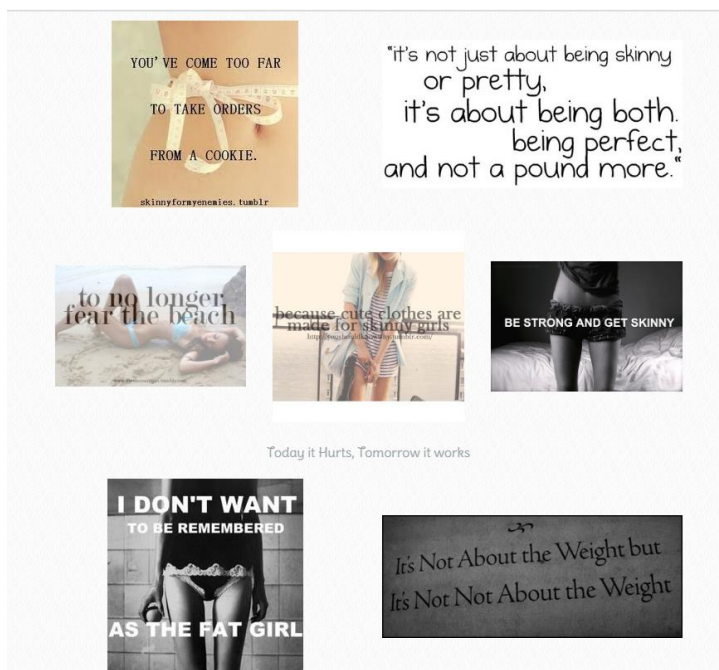 YOU'VE COME TOO FAR
TO TAKE ORDERS
FROM A COOKIE.
skinnyformyenemies.tumblr
"it's not just about being skinny
or pretty,
it's about being both.
being perfect,
and not a pound more."
to no longer
fear the beach
because cute clothes are
made for skinny girls
BE STRONG AND GET SKINNY
Today it Hurts, Tomorrow it works
I DON'T WANT
TO BE REMEMBERED
AS THE FAT GIRL
It's Not About the Weight but
It's Not Not About the Weight